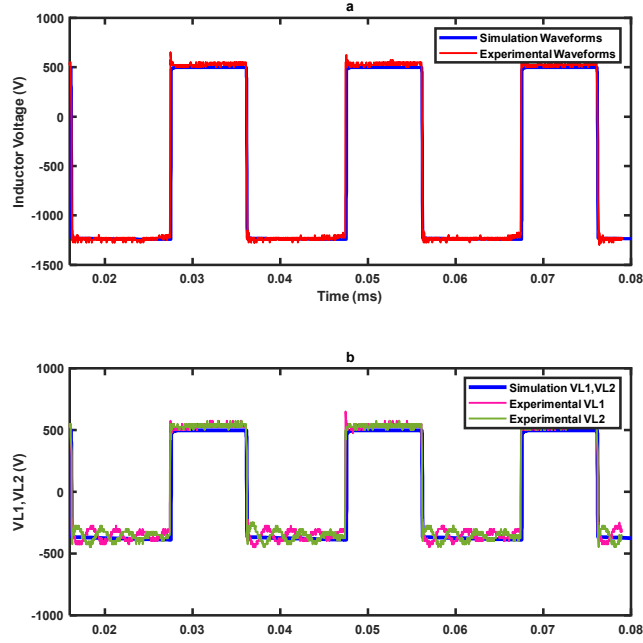 a
1000
500
0
-500
-1000
-1500
Inductor Voltage (V)
Simulation Waveforms
Experimental Waveforms
0.02 0.03 0.04 0.05 0.06 0.07 0.08
Time (ms)
b
1000
500
0
-500
-1000
VL1,VL2 (V)
Simulation VL1,VL2
Experimental VL1
Experimental VL2
0.02 0.03 0.04 0.05 0.06 0.07 0.08